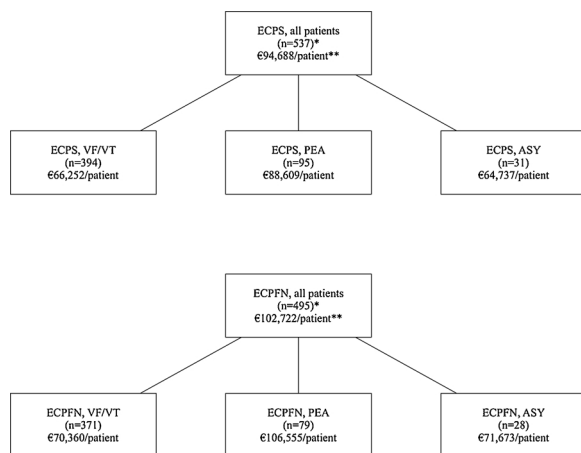 ECPS, all patients
(n=537)*
€94,688/patient**
ECPS, VF/VT
(n=394)
€66,252/patient
ECPS, PEA
(n=95)
€88,609/patient
ECPS, ASY
(n=31)
€64,737/patient
ECPFN, all patients
(n=495)*
€102,722/patient**
ECPFN, VF/VT
(n=371)
€70,360/patient
ECPFN, PEA
(n=79)
€106,555/patient
ECPFN, ASY
(n=28)
€71,673/patient